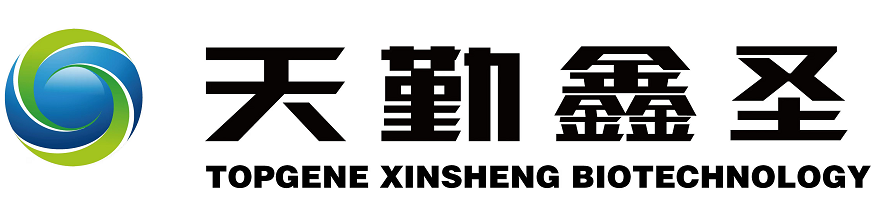 天勤鑫圣
TOPGENE XINSHENG BIOTECHNOLOGY